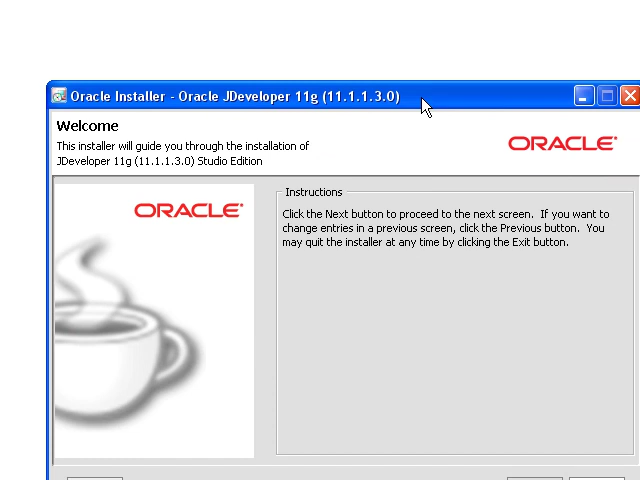 Oracle Installer - Oracle JDeveloper 11g (11.1.1.3.0)
Welcome
This installer will guide you through the installation of
JDeveloper 11g (11.1.1.3.0) Studio Edition
ORACLE
ORACLE
Instructions
Click the Next button to proceed to the next screen.  If you want to
change entries in a previous screen, click the Previous button.  You
may quit the installer at any time by clicking the Exit button.